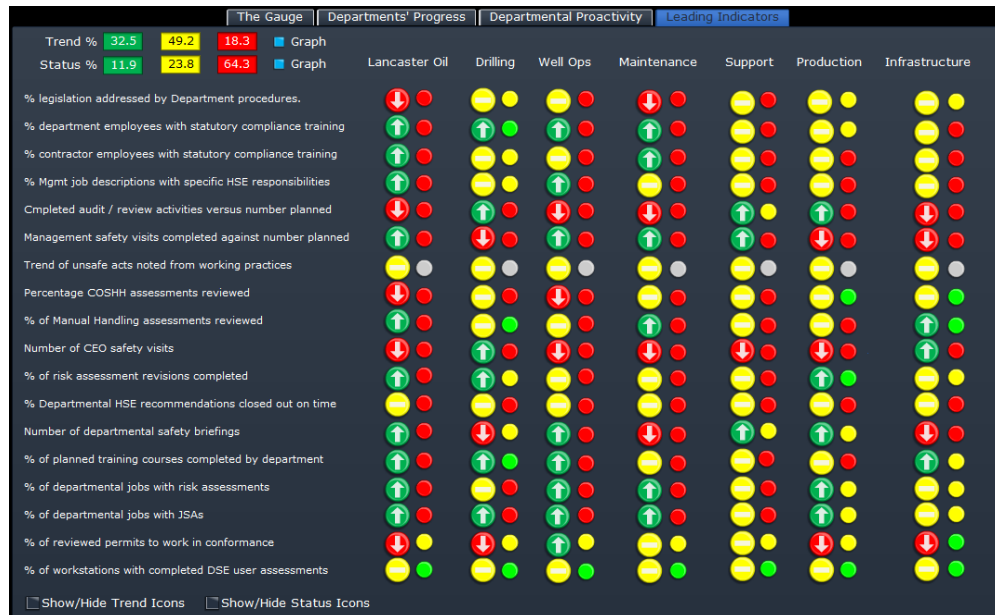 The Gauge Departments' Progress Departmental Proactivity Leading Indicators
Trend % 32.5 49.2 18.3 Graph
Status % 11.9 23.8 64.3 Graph
Lancaster Oil Drilling Well Ops Maintenance Support Production Infrastructure
% legislation addressed by Department procedures.
% department employees with statutory compliance training
% contractor employees with statutory compliance training
% Mgmt job descriptions with specific HSE responsibilities
Cmpleted audit / review activities versus number planned
Management safety visits completed against number planned
Trend of unsafe acts noted from working practices
Percentage COSHH assessments reviewed
% of Manual Handling assessments reviewed
Number of CEO safety visits
% of risk assessment revisions completed
% Departmental HSE recommendations closed out on time
Number of departmental safety briefings
% of planned training courses completed by department
% of departmental jobs with risk assessments
% of departmental jobs with JSAs
% of reviewed permits to work in conformance
% of workstations with completed DSE user assessments
Show/Hide Trend Icons Show/Hide Status Icons